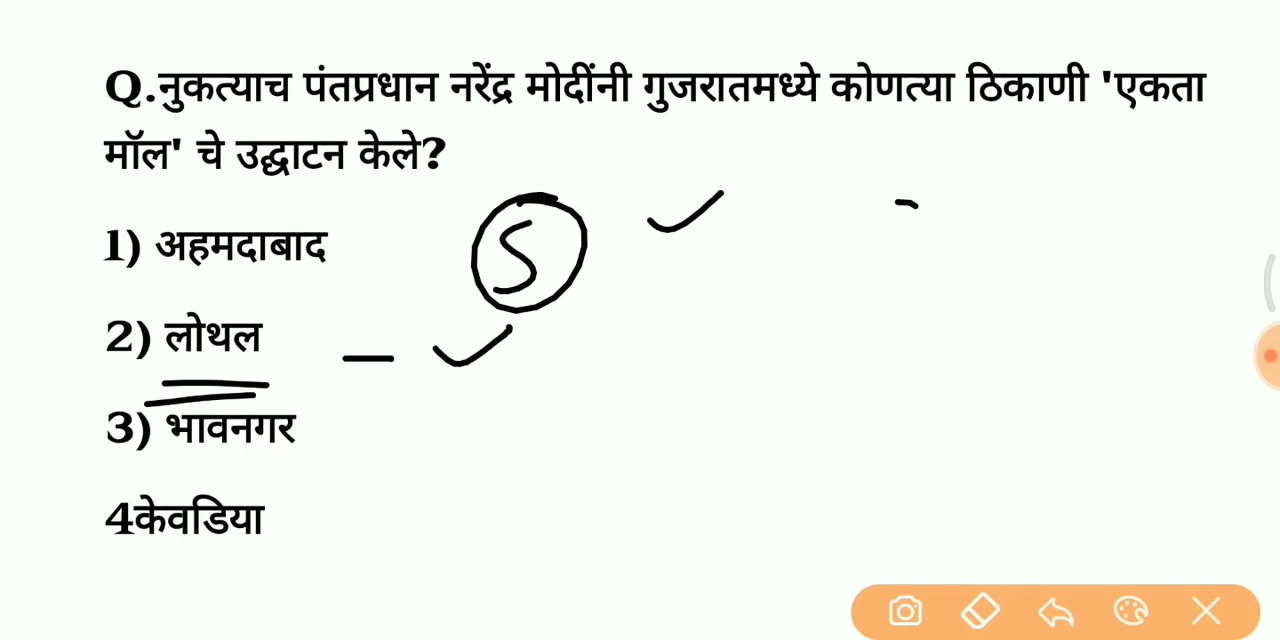 Q.नुकत्याच पंतप्रधान नरेंद्र मोदींनी गुजरातमध्ये कोणत्या ठिकाणी 'एकता
मॉल' चे उद्घाटन केले?
1) अहमदाबाद
S
2) लोथल
3) भावनगर
4केवडिया